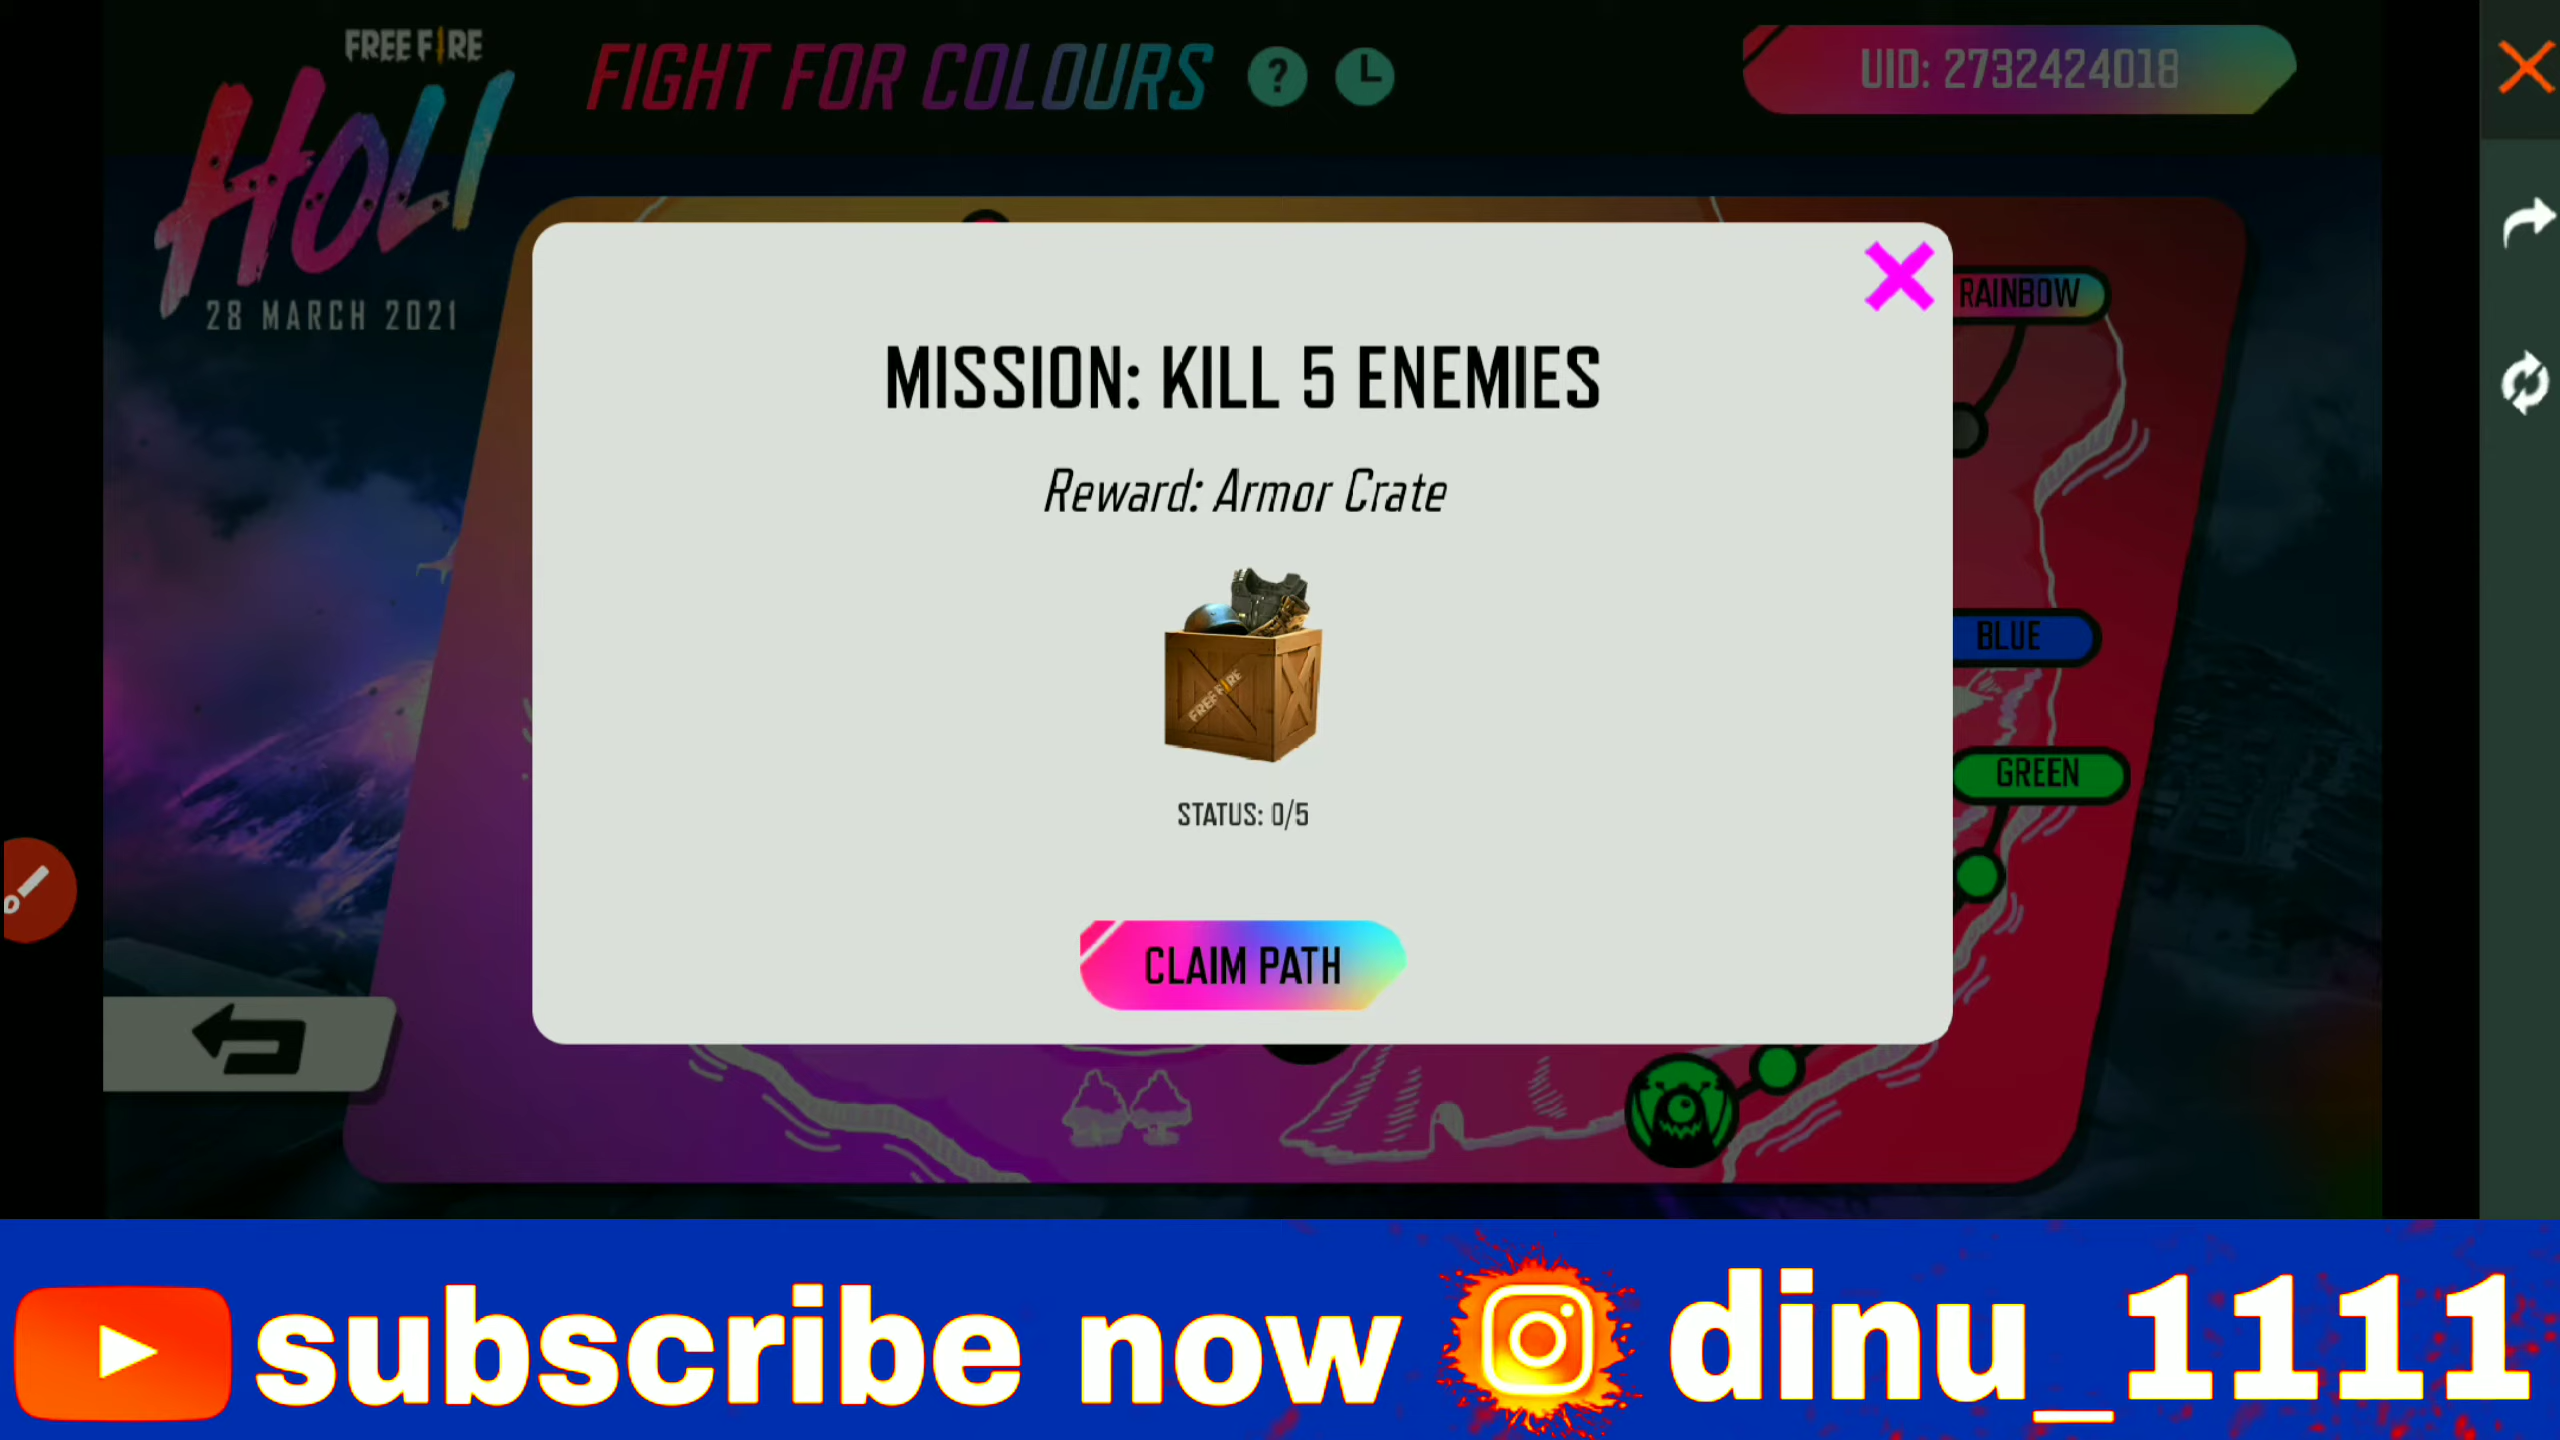 FREE FIRE
HOLI
28 MARCH 2021
FIGHT FOR COLOURS ?
UID: 2732424018
RAINBOW
MISSION: KILL 5 ENEMIES
Reward: Armor Crate
FREE FIRE
BLUE
GREEN
STATUS: 0/5
CLAIM PATH
subscribe now dinu_1111